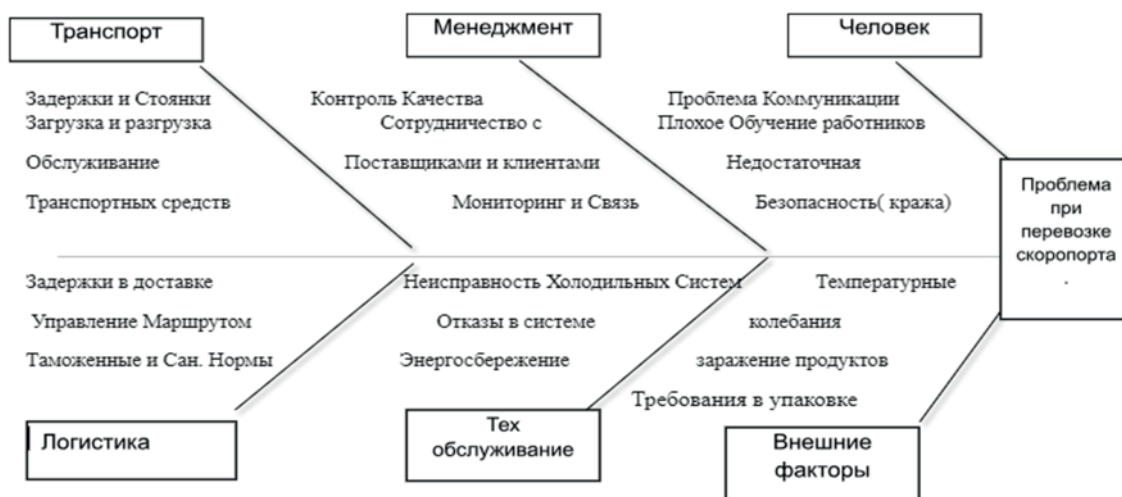 Транспорт
Менеджмент
Человек
Задержки и Стоянки
Загрузка и разгрузка
Обслуживание
Транспортных средств
Контроль Качества
Сотрудничество с
Поставщиками и клиентами
Мониторинг и Связь
Проблема Коммуникации
Плохое Обучение работников
Недостаточная
Безопасность( кража)
Проблема
при
перевозке
скоропорта
.
Задержки в доставке
Управление Маршрутом
Таможенные и Сан. Нормы
Неисправность Холодильных Систем
Отказы в системе
Энергосбережение
Температурные
колебания
заражение продуктов
Требования в упаковке
Логистика
Тех
обслуживание
Внешние
факторы